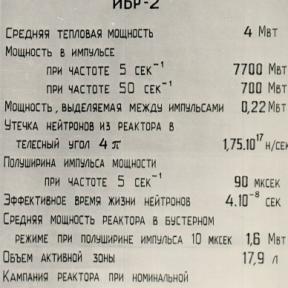 ИБР-2
Средняя тепловая мощность 4 Мвт
Мощность в импульсе
при частоте 5 сек⁻¹ 7700 Мвт
при частоте 50 сек⁻¹ 700 Мвт
Мощность, выделяемая между импульсами 0,22 Мвт
Утечка нейтронов из реактора в
телесный угол 4π 1,75.10¹⁷ н/сек
Полуширина импульса мощности
при частоте 5 сек⁻¹ 90 мксек
Эффективное время жизни нейтронов 4.10⁻⁸ сек
Средняя мощность реактора в бустерном
режиме при полуширине импульса 10 мксек 1,6 Мвт
Объем активной зоны 17,9 л
Кампания реактора при номинальной